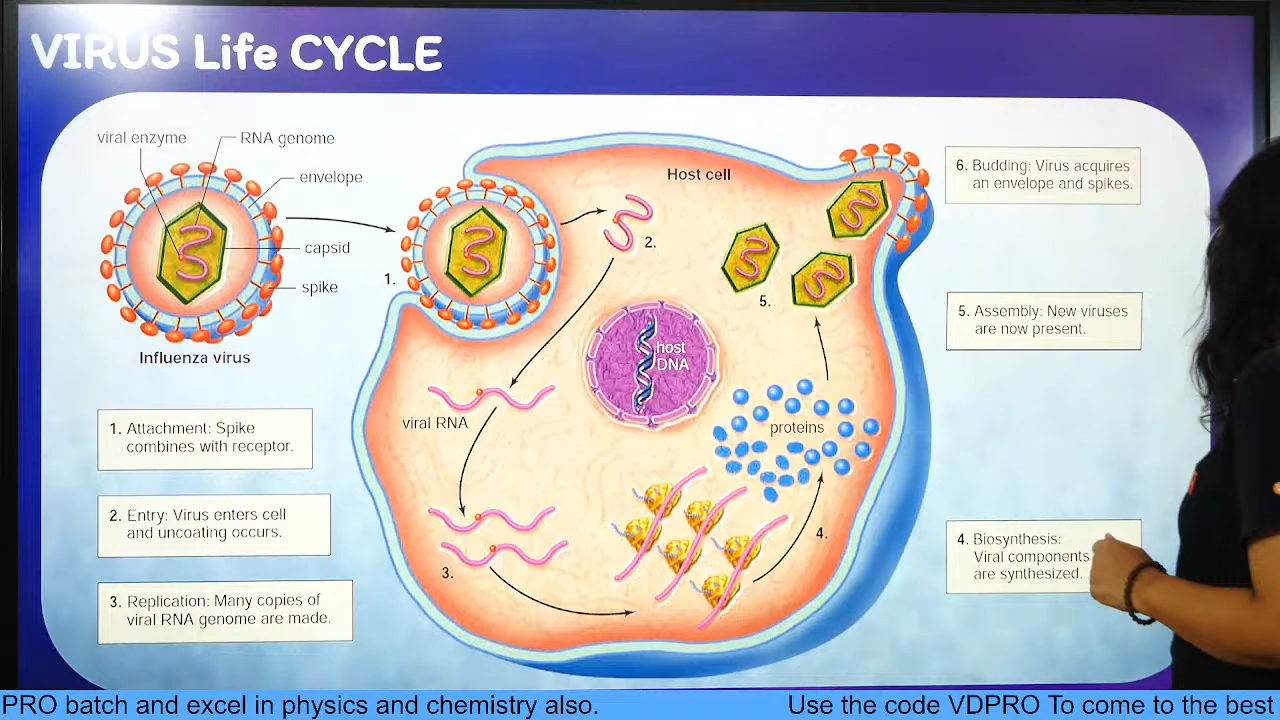 VIRUS Life CYCLE
viral enzyme
RNA genome
envelope
capsid
spike
Influenza virus
1. Attachment: Spike
combines with receptor.
2. Entry: Virus enters cell
and uncoating occurs.
3. Replication: Many copies of
viral RNA genome are made.
Host cell
1.
2.
host
DNA
viral RNA
3.
proteins
4.
5.
6. Budding: Virus acquires
an envelope and spikes.
5. Assembly: New viruses
are now present.
4. Biosynthesis:
Viral components
are synthesized.
PRO batch and excel in physics and chemistry also.
Use the code VDPRO To come to the best